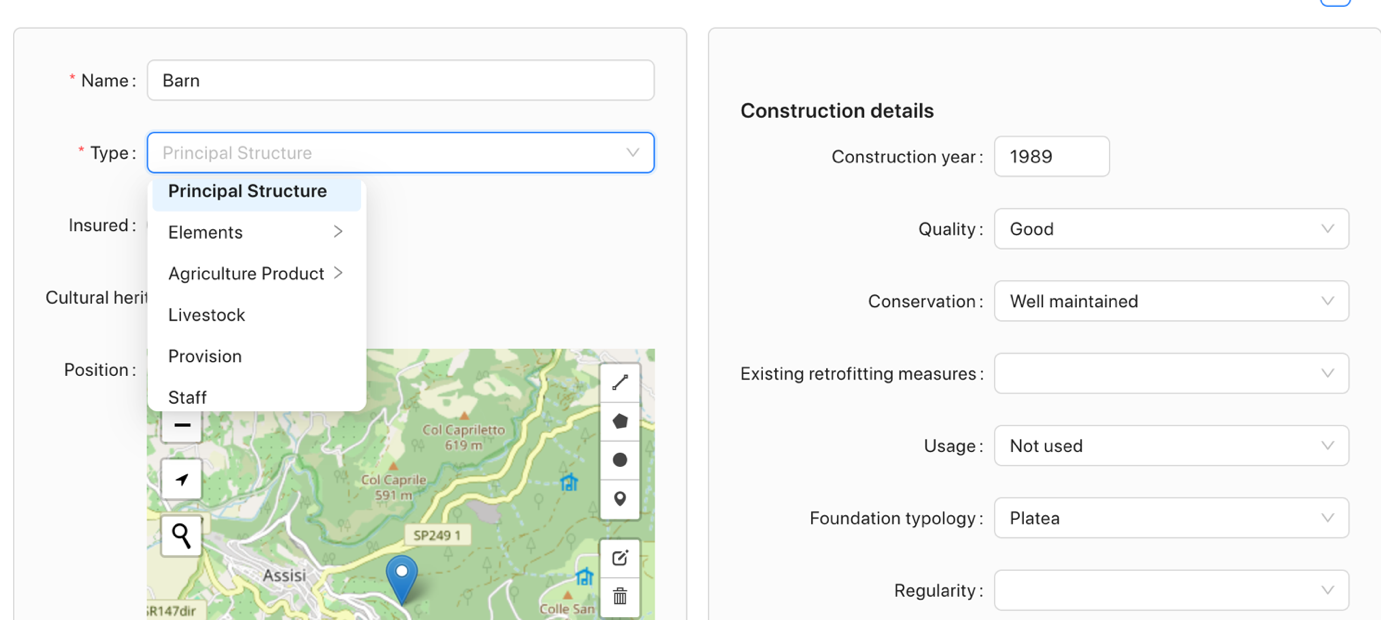 * Name :
Barn
* Type :
Principal Structure
Principal Structure
Insured :
Elements
Agriculture Product
Cultural herit
Livestock
Provision
Position :
Staff
Col Capriletto
619 m
Col Caprile
591 m
SP249 1
Assisi
SR147dir
Colle San
Construction details
Construction year :
1989
Quality :
Good
Conservation :
Well maintained
Existing retrofitting measures :
Usage :
Not used
Foundation typology :
Platea
Regularity :